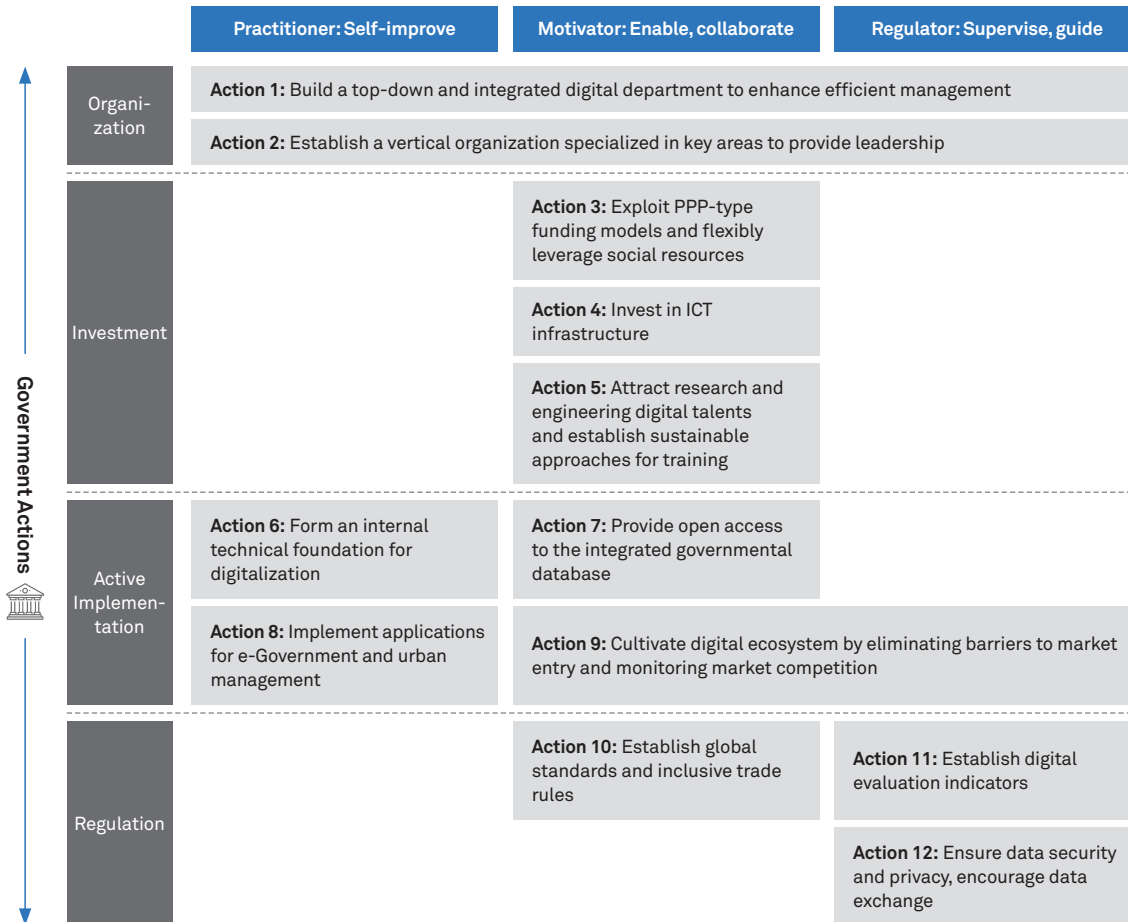 Practitioner: Self-improve
Motivator: Enable, collaborate
Regulator: Supervise, guide
Government Actions
Organi-
zation
Action 1: Build a top-down and integrated digital department to enhance efficient management
Action 2: Establish a vertical organization specialized in key areas to provide leadership
Investment
Action 3: Exploit PPP-type
funding models and flexibly
leverage social resources
Action 4: Invest in ICT
infrastructure
Action 5: Attract research and
engineering digital talents
and establish sustainable
approaches for training
Active
Implemen-
tation
Action 6: Form an internal
technical foundation for
digitalization
Action 7: Provide open access
to the integrated governmental
database
Action 8: Implement applications
for e-Government and urban
management
Action 9: Cultivate digital ecosystem by eliminating barriers to market
entry and monitoring market competition
Regulation
Action 10: Establish global
standards and inclusive trade
rules
Action 11: Establish digital
evaluation indicators
Action 12: Ensure data security
and privacy, encourage data
exchange